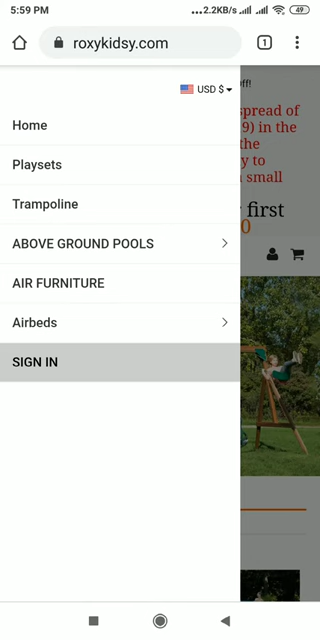 5:59 PM
...2.2KB/s
49
roxykidsy.com
1
USD $
ff!
Home
spread of
9) in the
Playsets
the
y to
small
Trampoline
first
0
ABOVE GROUND POOLS
AIR FURNITURE
Airbeds
SIGN IN